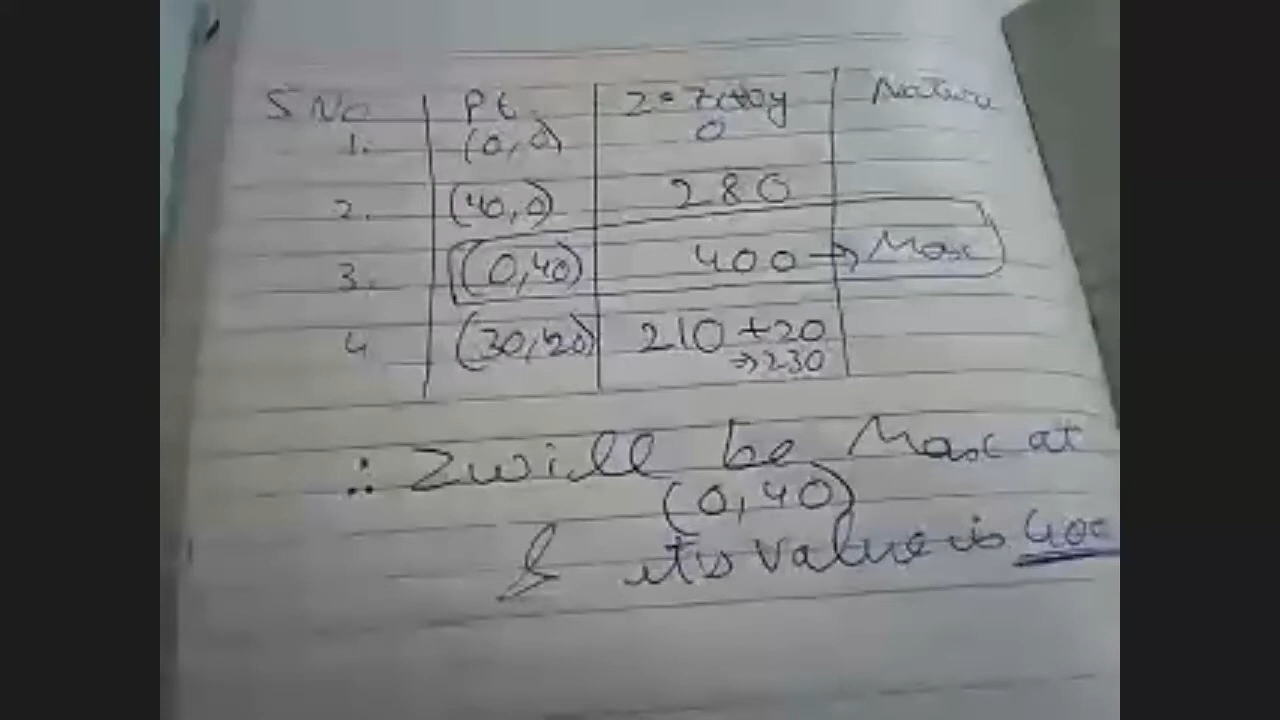 S No. Pt. Z = 7x+10y Nature
1. (0,0) 0
2. (40,0) 280
3. (0,40) 400 → Max
4 (30,20) 210 +20
⇒230
∴ Z will be Max at
(0,40)
& its value is 400